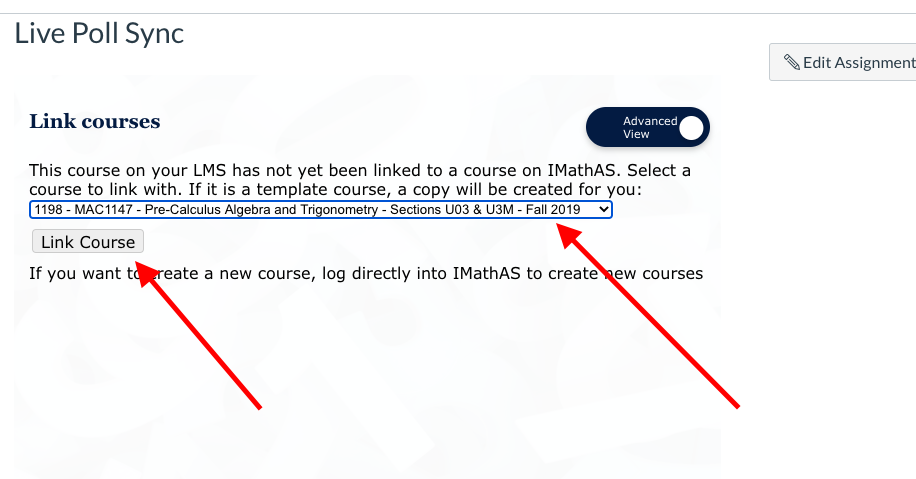 Live Poll Sync
Edit Assignment
Link courses
Advanced
View
This course on your LMS has not yet been linked to a course on IMathAS. Select a
course to link with. If it is a template course, a copy will be created for you:
1198 - MAC1147 - Pre-Calculus Algebra and Trigonometry - Sections U03 & U3M - Fall 2019
Link Course
If you want to create a new course, log directly into IMathAS to create new courses